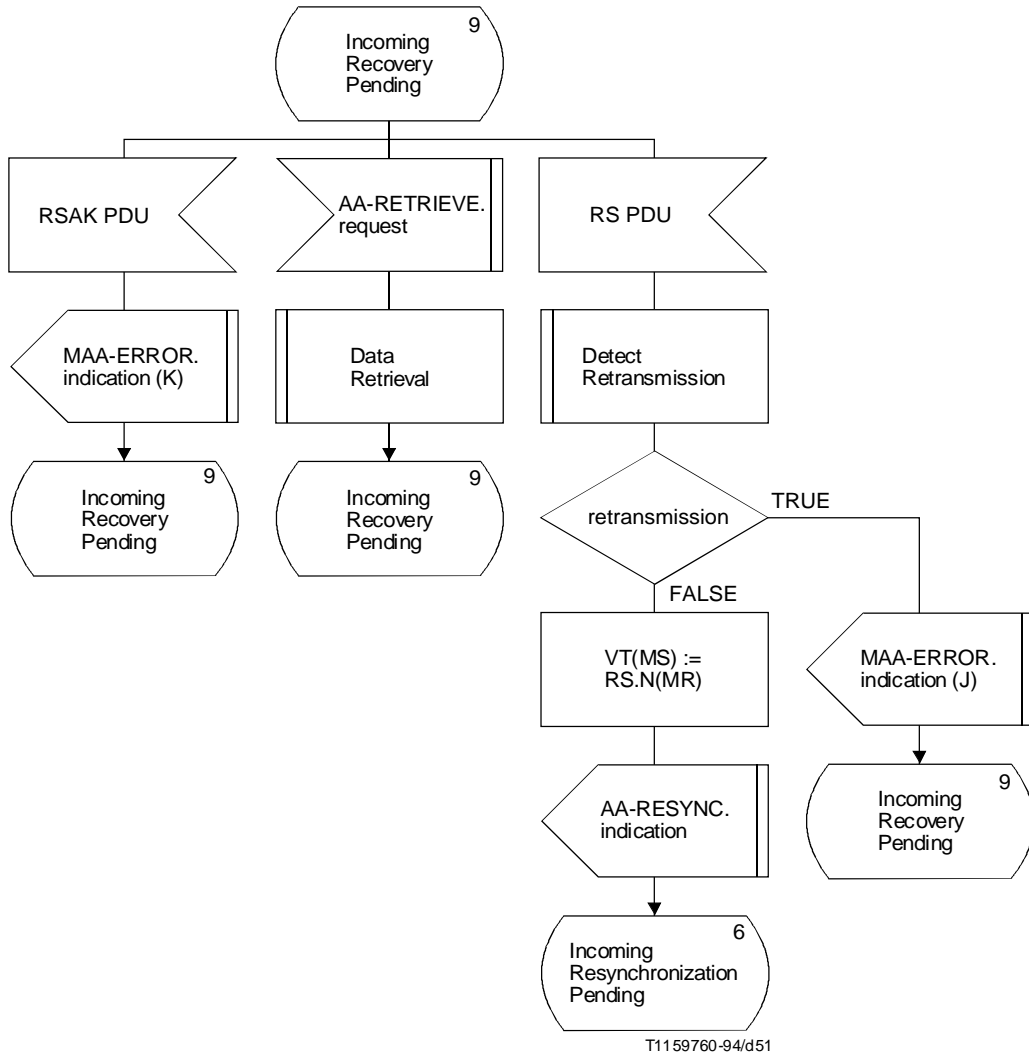 9
Incoming
Recovery
Pending
RSAK PDU
AA-RETRIEVE.
request
RS PDU
MAA-ERROR.
indication (K)
Data
Retrieval
Detect
Retransmission
9
Incoming
Recovery
Pending
9
Incoming
Recovery
Pending
retransmission
TRUE
FALSE
VT(MS) :=
RS.N(MR)
MAA-ERROR.
indication (J)
AA-RESYNC.
indication
9
Incoming
Recovery
Pending
6
Incoming
Resynchronization
Pending
T1159760-94/d51